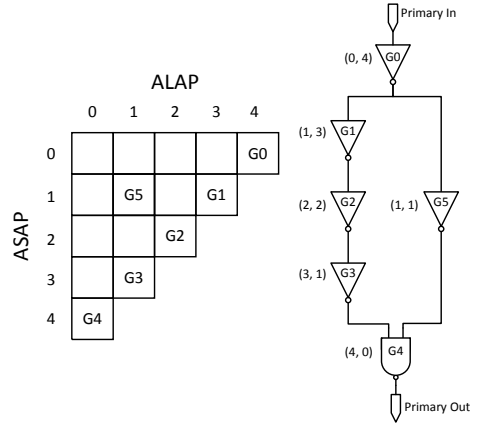 ALAP
0 1 2 3 4
ASAP
0 G0
1 G5 G1
2 G2
3 G3
4 G4
Primary In
(0, 4) G0
(1, 3) G1
(2, 2) G2
(1, 1) G5
(3, 1) G3
(4, 0) G4
Primary Out